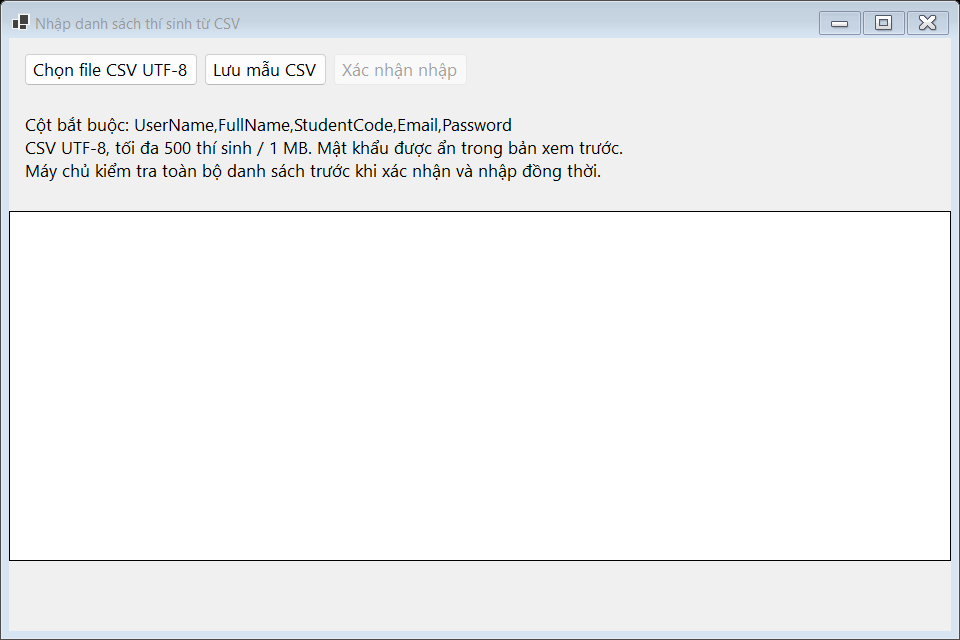 Nhập danh sách thí sinh từ CSV
Chọn file CSV UTF-8 Lưu mẫu CSV Xác nhận nhập
Cột bắt buộc: UserName,FullName,StudentCode,Email,Password
CSV UTF-8, tối đa 500 thí sinh / 1 MB. Mật khẩu được ẩn trong bản xem trước.
Máy chủ kiểm tra toàn bộ danh sách trước khi xác nhận và nhập đồng thời.